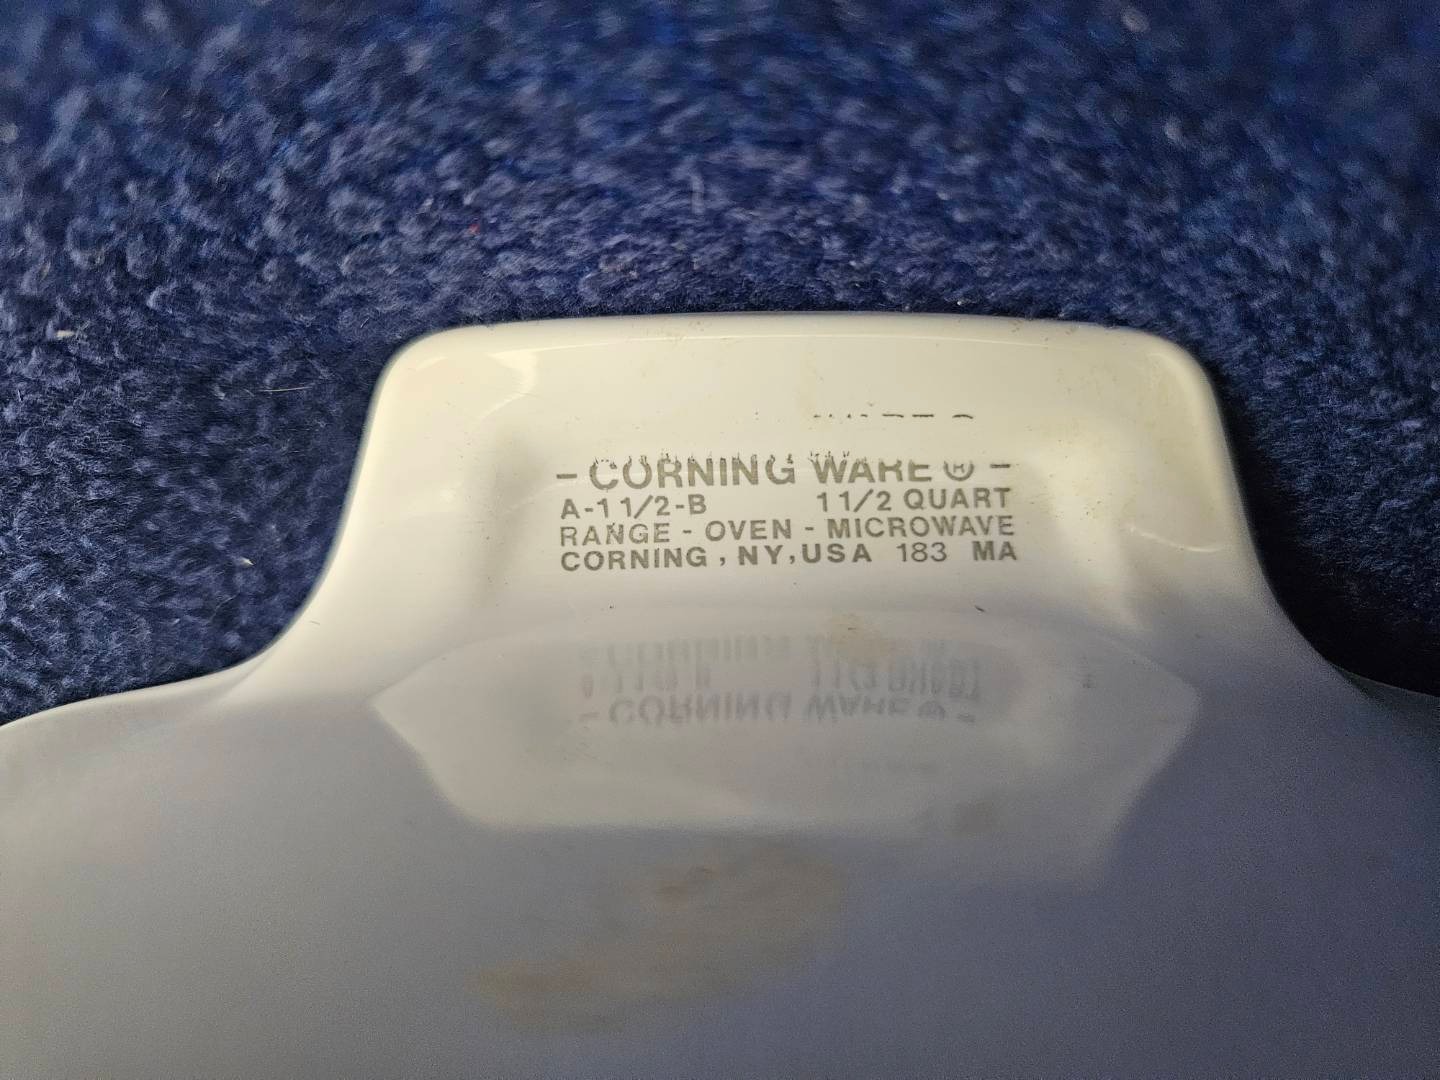 - CORNING WARE ® -
A-1 1/2-B 1 1/2 QUART
RANGE - OVEN - MICROWAVE
CORNING, NY, USA 183 MA